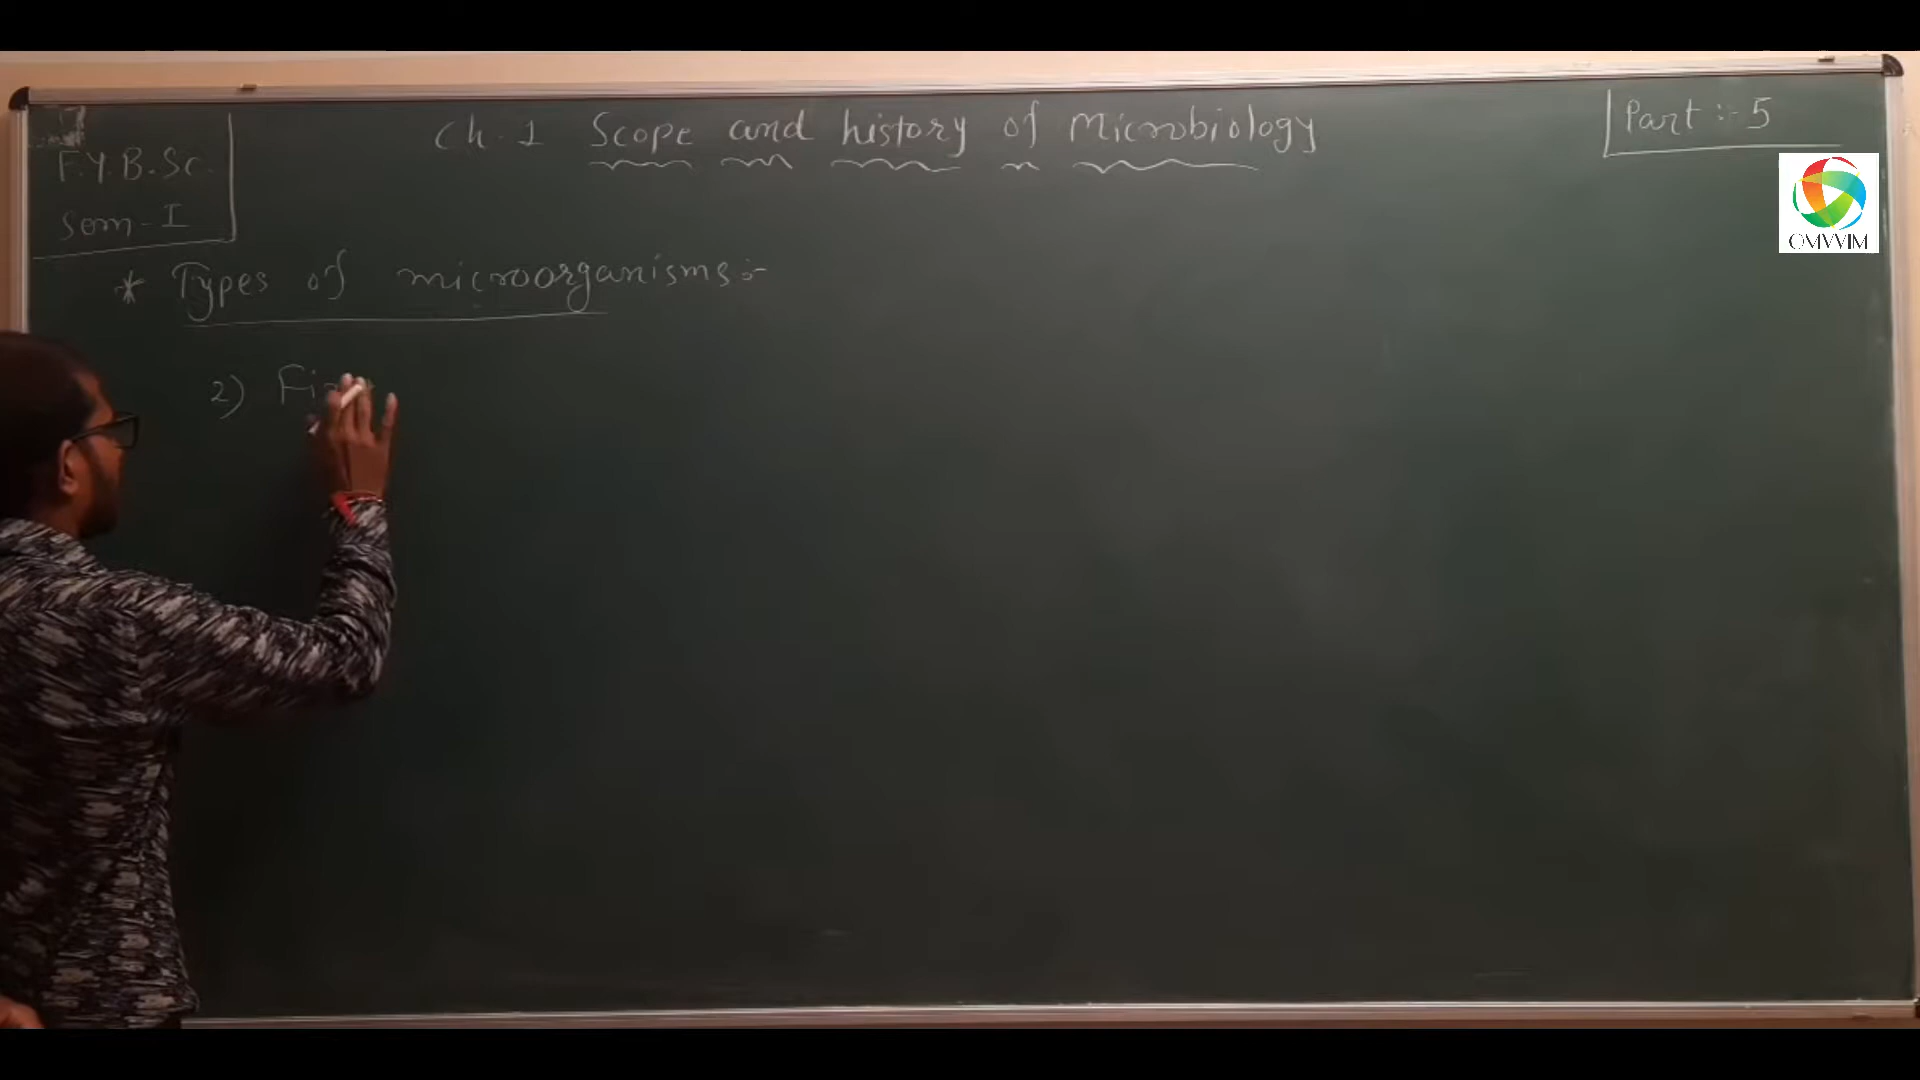 F.Y.B.Sc.
Sem-I
Ch.1 Scope and history of Microbiology
Part :- 5
OMVVIM
* Types of microorganisms:-
2)